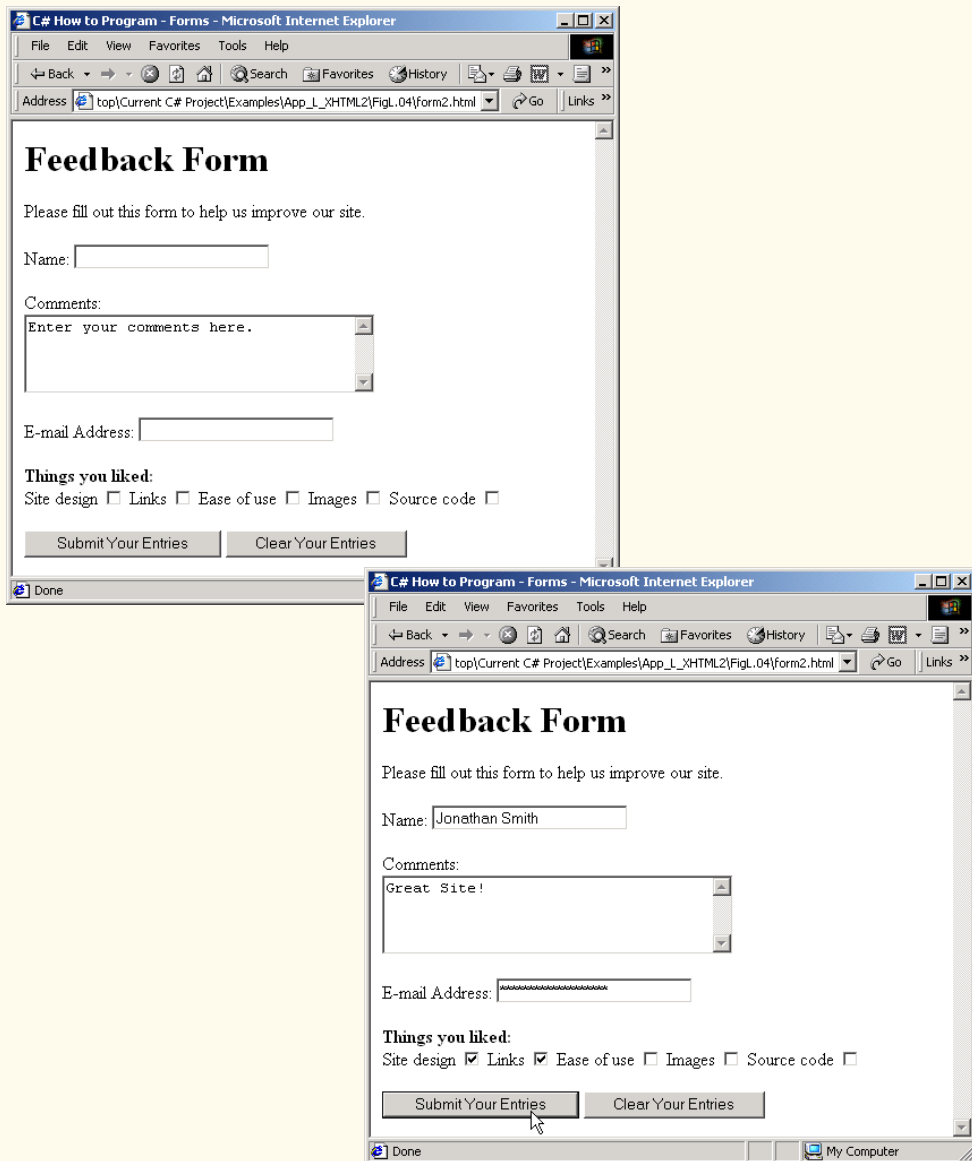 C# How to Program - Forms - Microsoft Internet Explorer
File Edit View Favorites Tools Help
Back Search Favorites History
Address top\Current C# Project\Examples\App_L_XHTML2\FigL.04\form2.html Go Links »
Feedback Form
Please fill out this form to help us improve our site.
Name:
Comments:
Enter your comments here.
E-mail Address:
Things you liked:
Site design Links Ease of use Images Source code
Submit Your Entries Clear Your Entries
Done
C# How to Program - Forms - Microsoft Internet Explorer
File Edit View Favorites Tools Help
Back Search Favorites History
Address top\Current C# Project\Examples\App_L_XHTML2\FigL.04\form2.html Go Links »
Feedback Form
Please fill out this form to help us improve our site.
Name: Jonathan Smith
Comments:
Great Site!
E-mail Address: ********************
Things you liked:
Site design Links Ease of use Images Source code
Submit Your Entries Clear Your Entries
Done My Computer